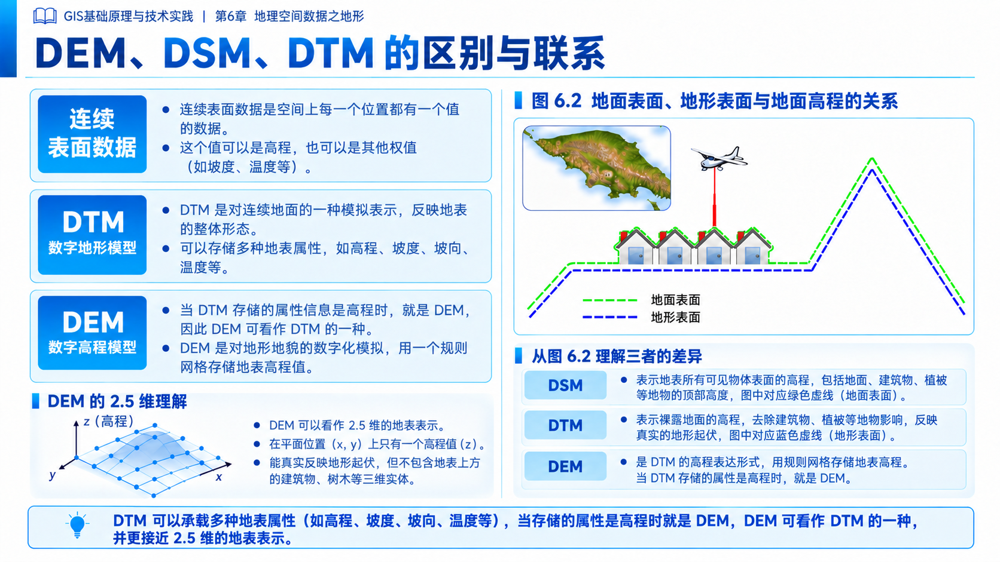 GIS基础原理与技术实践 | 第6章 地理空间数据之地形
DEM、DSM、DTM 的区别与联系
连续
表面数据
● 连续表面数据是空间上每一个位置都有一个值
的数据。
● 这个值可以是高程，也可以是其他权值
（如坡度、温度等）。
DTM
数字地形模型
● DTM 是对连续地面的一种模拟表示，反映地表
的整体形态。
● 可以存储多种地表属性，如高程、坡度、坡向、
温度等。
DEM
数字高程模型
● 当 DTM 存储的属性信息是高程时，就是 DEM，
因此 DEM 可看作 DTM 的一种。
● DEM 是对地形地貌的数字化模拟，用一个规则
网格存储地表高程值。
DEM 的 2.5 维理解
z（高程）
y
x
● DEM 可以看作 2.5 维的地表表示。
● 在平面位置（x, y）上只有一个高程值（z）。
● 能真实反映地形起伏，但不包含地表上方
的建筑物、树木等三维实体。
图 6.2 地面表面、地形表面与地面高程的关系
地面表面
地形表面
从图 6.2 理解三者的差异
DSM
● 表示地表所有可见物体表面的高程，包括地面、建筑物、植被
等地物的顶部高度，图中对应绿色虚线（地面表面）。
DTM
● 表示裸露地面的高程，去除建筑物、植被等地物影响，反映
真实的地形起伏，图中对应蓝色虚线（地形表面）。
DEM
● 是 DTM 的高程表达形式，用规则网格存储地表高程。
当 DTM 存储的属性是高程时，就是 DEM。
DTM 可以承载多种地表属性（如高程、坡度、坡向、温度等），当存储的属性是高程时就是 DEM，DEM 可看作 DTM 的一种，
并更接近 2.5 维的地表表示。